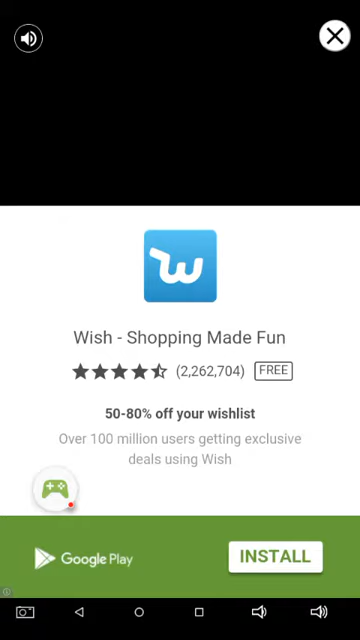 Wish - Shopping Made Fun
(2,262,704) FREE
50-80% off your wishlist
Over 100 million users getting exclusive
deals using Wish
Google Play
INSTALL